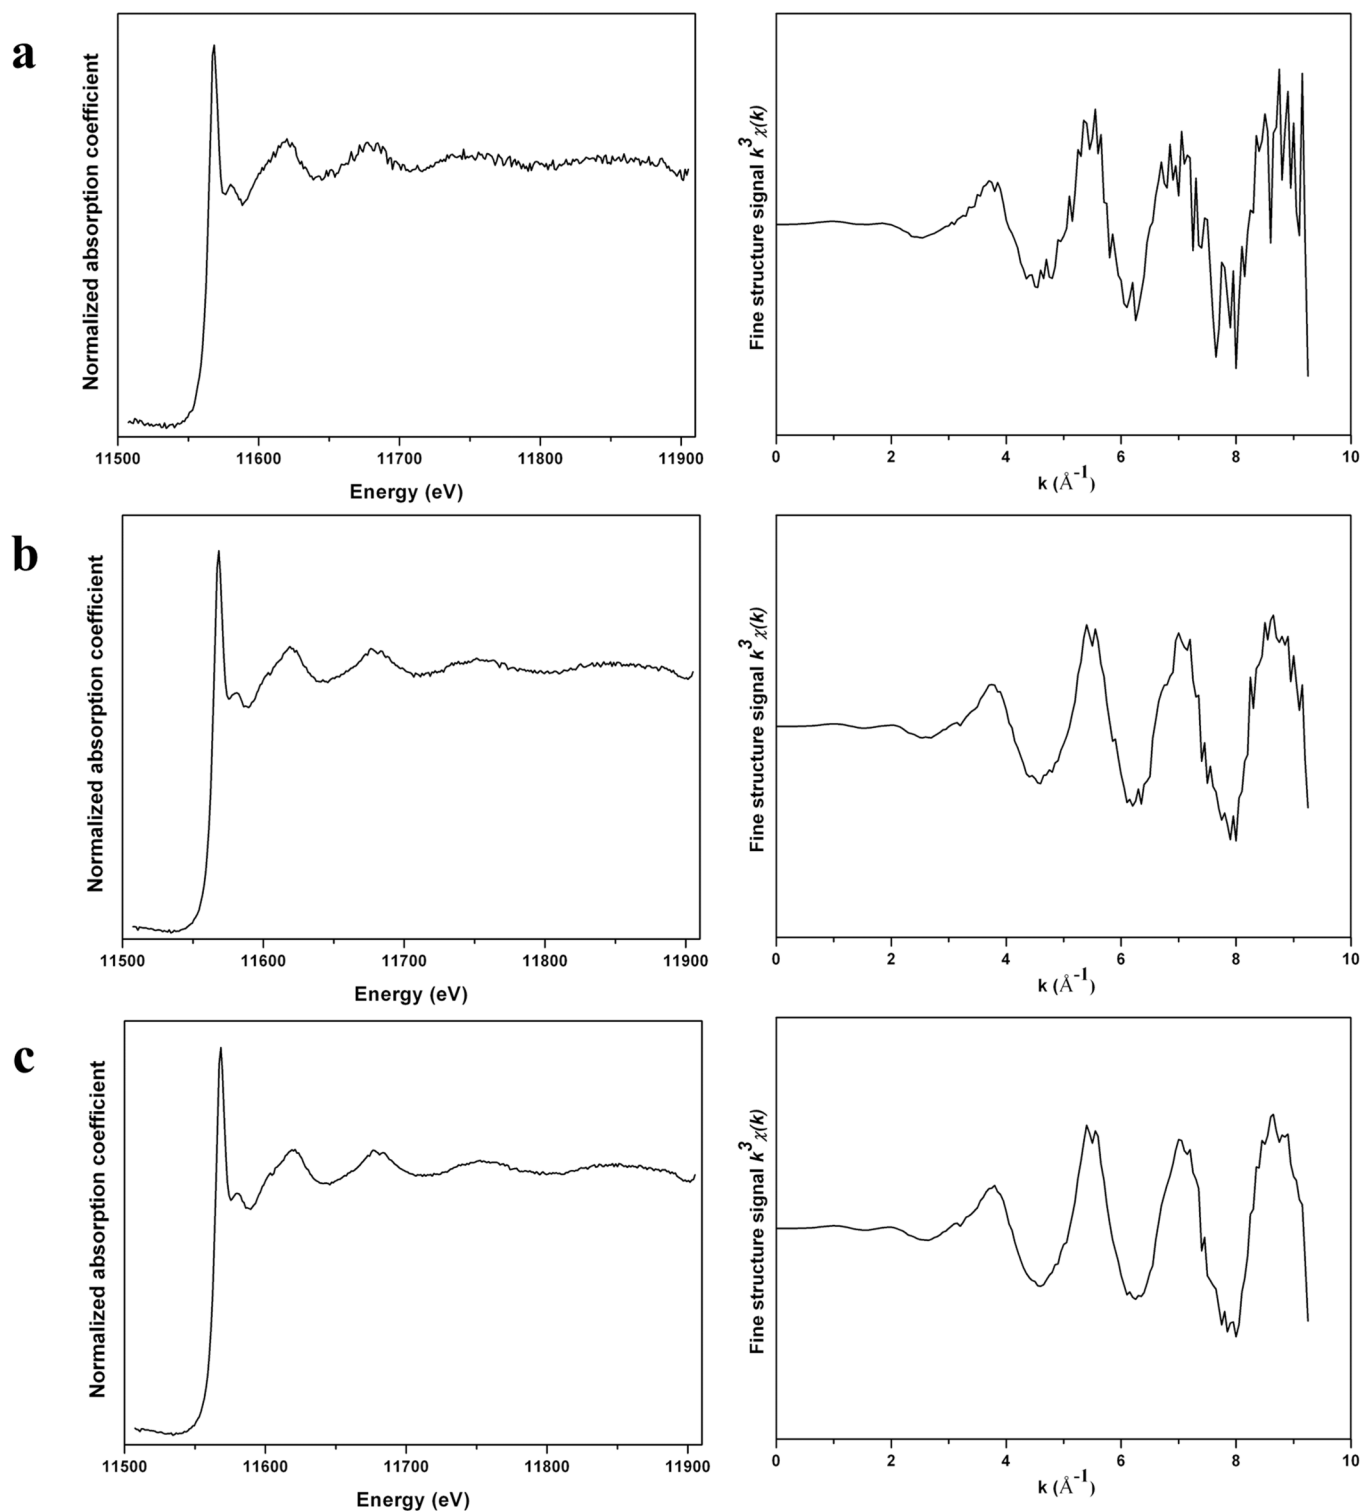 a
Normalized absorption coefficient
11500 11600 11700 11800 11900
Energy (eV)
Fine structure signal k³χ(k)
0 2 4 6 8 10
k (Å⁻¹)
b
Normalized absorption coefficient
11500 11600 11700 11800 11900
Energy (eV)
Fine structure signal k³χ(k)
0 2 4 6 8 10
k (Å⁻¹)
c
Normalized absorption coefficient
11500 11600 11700 11800 11900
Energy (eV)
Fine structure signal k³χ(k)
0 2 4 6 8 10
k (Å⁻¹)